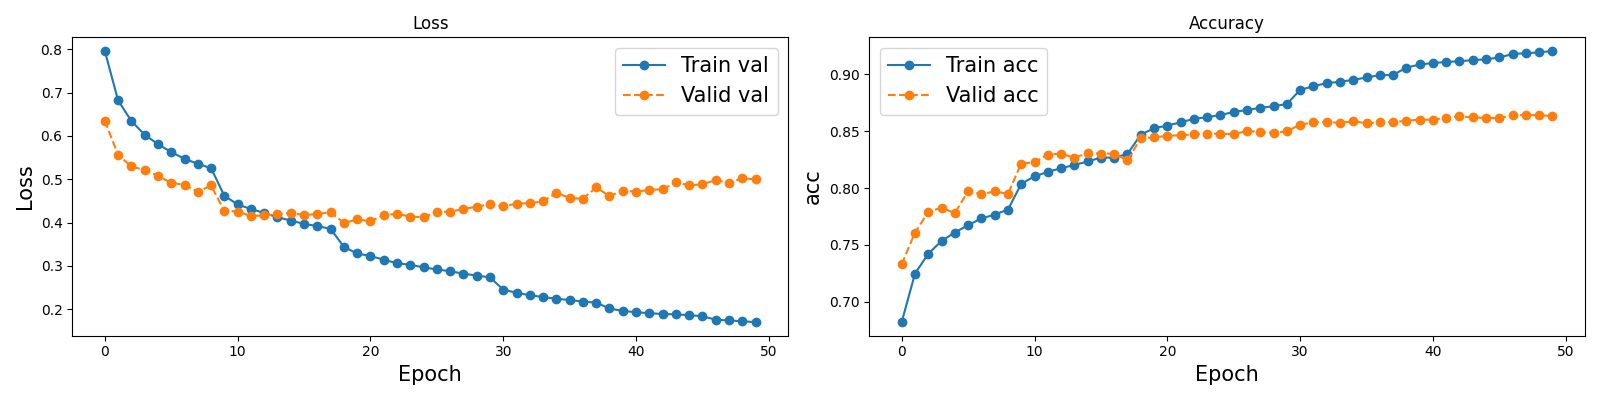 Loss
Loss
0.8
0.7
0.6
0.5
0.4
0.3
0.2
Train val
Valid val
0 10 20 30 40 50
Epoch
Accuracy
acc
0.90
0.85
0.80
0.75
0.70
Train acc
Valid acc
0 10 20 30 40 50
Epoch